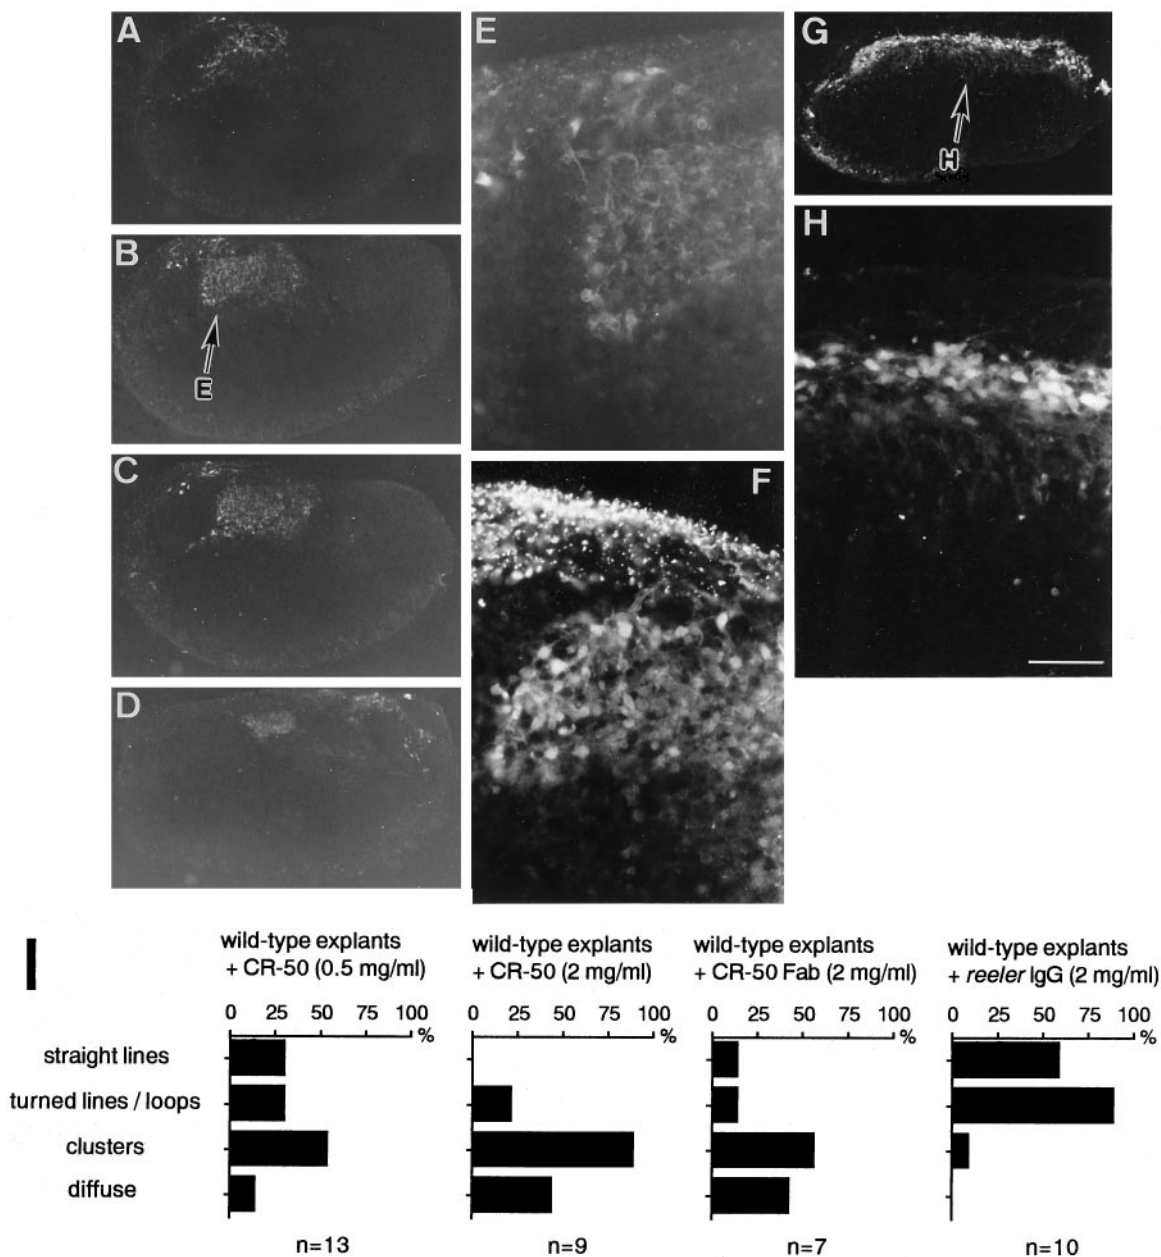 A
B
E
C
D
E
F
G
H
H
I
wild-type explants
+ CR-50 (0.5 mg/ml)
0 25 50 75 100
%
wild-type explants
+ CR-50 (2 mg/ml)
0 25 50 75 100
%
wild-type explants
+ CR-50 Fab (2 mg/ml)
0 25 50 75 100
%
wild-type explants
+ reeler IgG (2 mg/ml)
0 25 50 75 100
%
straight lines
turned lines / loops
clusters
diffuse
n=13
n=9
n=7
n=10